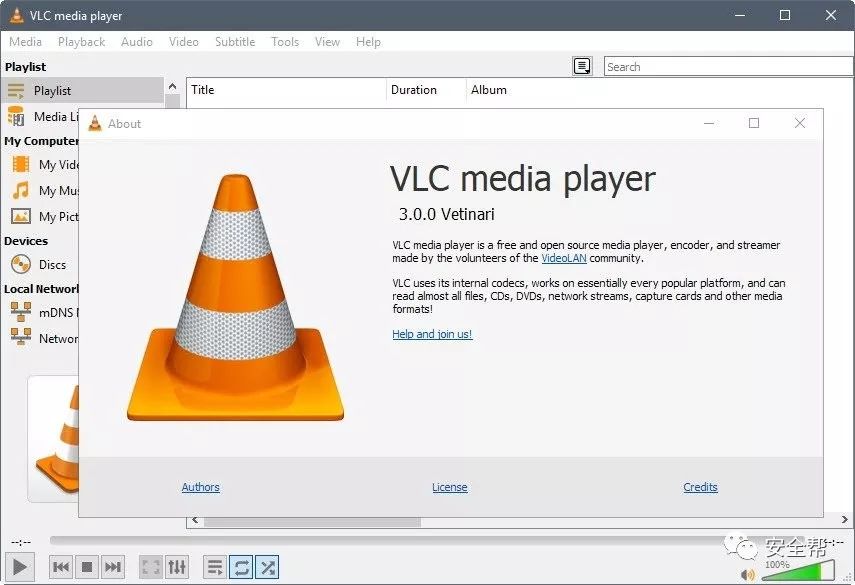 VLC media player
Media Playback Audio Video Subtitle Tools View Help
Playlist
Search
Playlist
Title Duration Album
Media Li
About
My Computer
My Vide
My Mus
My Pict
Devices
Discs
Local Network
mDNS
Networ
VLC media player
3.0.0 Vetinari
VLC media player is a free and open source media player, encoder, and streamer
made by the volunteers of the VideoLAN community.
VLC uses its internal codecs, works on essentially every popular platform, and can
read almost all files, CDs, DVDs, network streams, capture cards and other media
formats!
Help and join us!
Authors License Credits
--:-- --:--
安全帮
100%